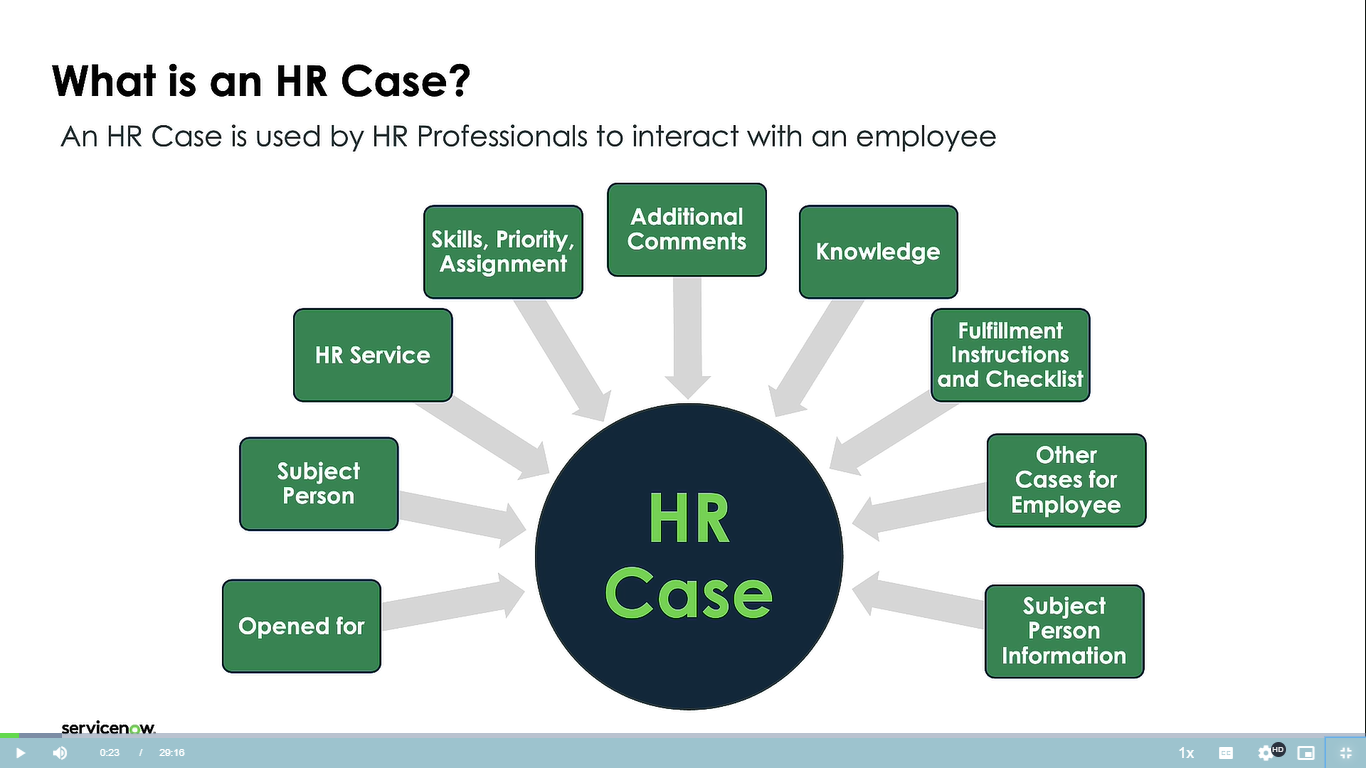 What is an HR Case?
An HR Case is used by HR Professionals to interact with an employee
Additional
Comments
Skills, Priority,
Assignment
Knowledge
HR Service
Fulfillment
Instructions
and Checklist
Subject
Person
Other
Cases for
Employee
Opened for
Subject
Person
Information
HR
Case
servicenow.
0:23 / 29:16
1x
CC
HD